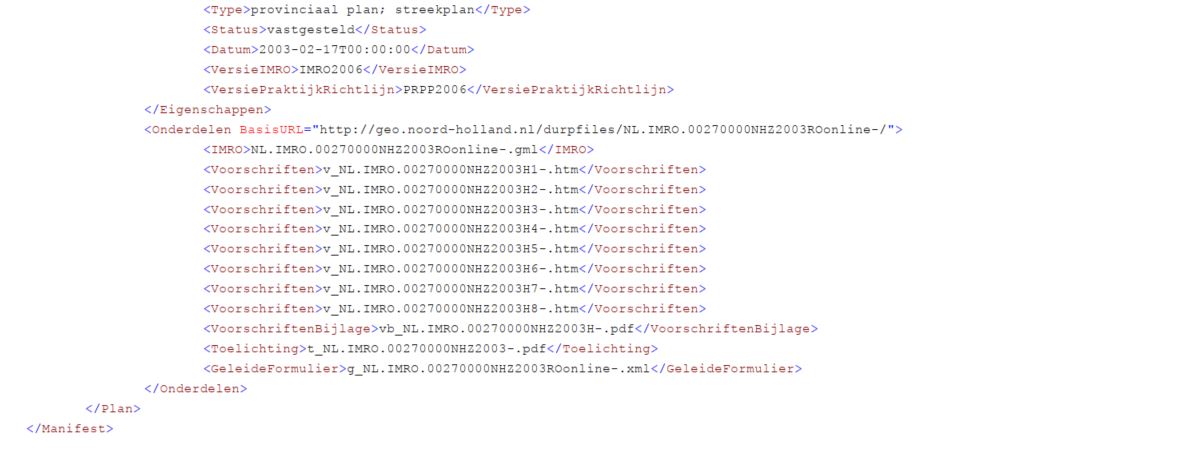 <Type>provinciaal plan; streekplan</Type>
<Status>vastgesteld</Status>
<Datum>2003-02-17T00:00:00</Datum>
<VersieIMRO>IMRO2006</VersieIMRO>
<VersiePraktijkRichtlijn>PRPP2006</VersiePraktijkRichtlijn>
</Eigenschappen>
<Onderdelen BasisURL="http://geo.noord-holland.nl/durpfiles/NL.IMRO.00270000NHZ2003ROonline-/">
<IMRO>NL.IMRO.00270000NHZ2003ROonline-.gml</IMRO>
<Voorschriften>v_NL.IMRO.00270000NHZ2003H1-.htm</Voorschriften>
<Voorschriften>v_NL.IMRO.00270000NHZ2003H2-.htm</Voorschriften>
<Voorschriften>v_NL.IMRO.00270000NHZ2003H3-.htm</Voorschriften>
<Voorschriften>v_NL.IMRO.00270000NHZ2003H4-.htm</Voorschriften>
<Voorschriften>v_NL.IMRO.00270000NHZ2003H5-.htm</Voorschriften>
<Voorschriften>v_NL.IMRO.00270000NHZ2003H6-.htm</Voorschriften>
<Voorschriften>v_NL.IMRO.00270000NHZ2003H7-.htm</Voorschriften>
<Voorschriften>v_NL.IMRO.00270000NHZ2003H8-.htm</Voorschriften>
<VoorschriftenBijlage>vb_NL.IMRO.00270000NHZ2003H-.pdf</VoorschriftenBijlage>
<Toelichting>t_NL.IMRO.00270000NHZ2003-.pdf</Toelichting>
<GeleideFormulier>g_NL.IMRO.00270000NHZ2003ROonline-.xml</GeleideFormulier>
</Onderdelen>
</Plan>
</Manifest>